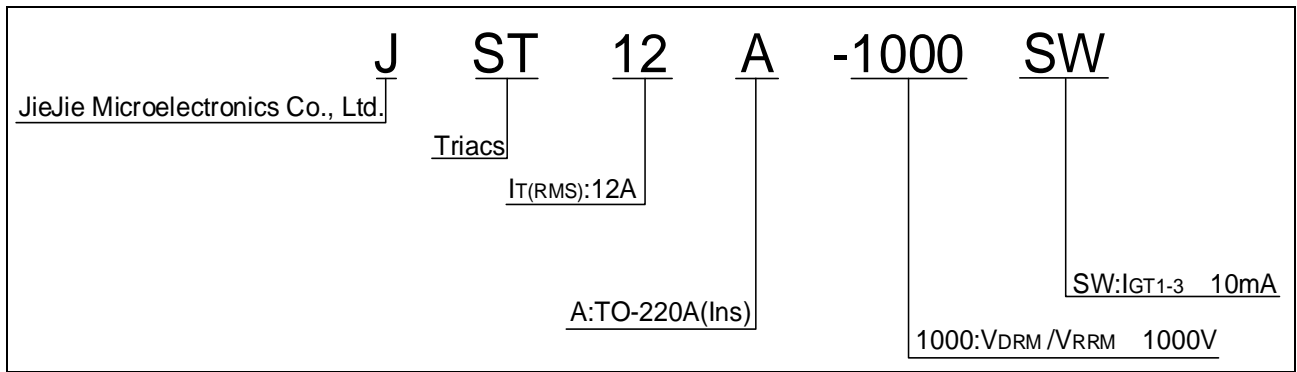 J ST 12 A -1000 SW
JieJie Microelectronics Co., Ltd.
Triacs
IT(RMS):12A
SW:IGT1-3 10mA
A:TO-220A(Ins)
1000:VDRM /VRRM 1000V